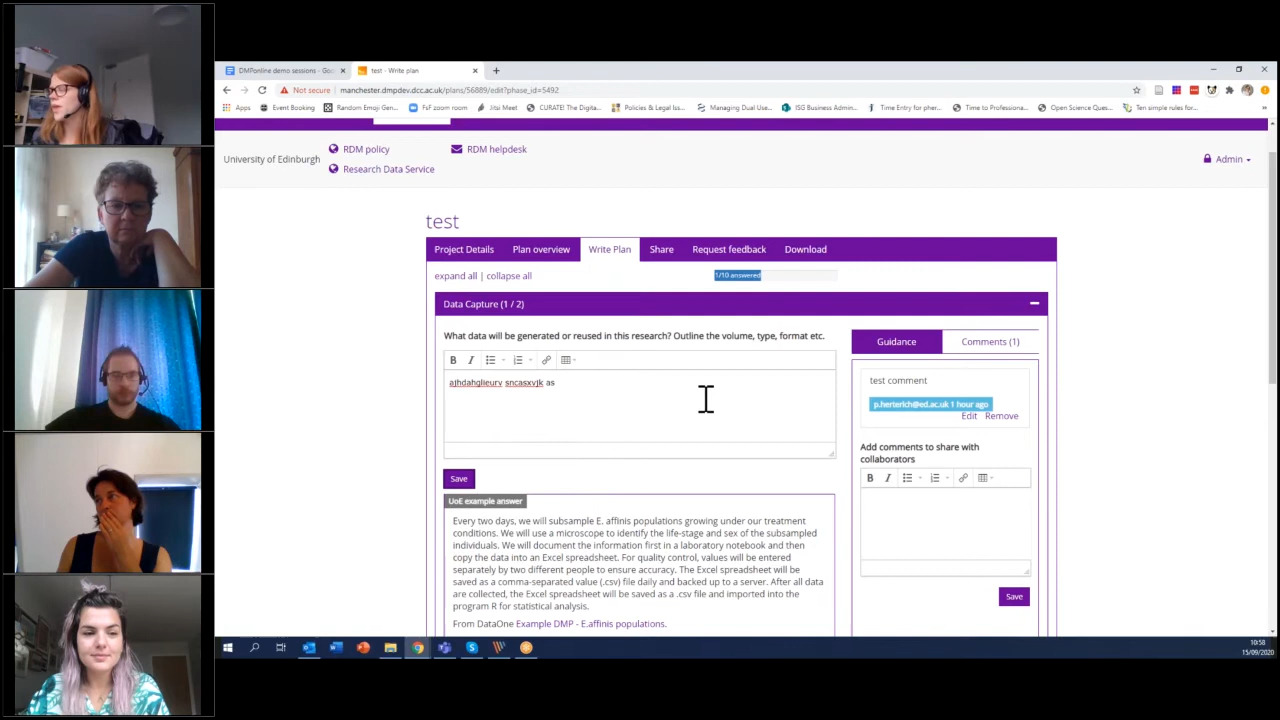 DMPonline demo sessions - Goo
test - Write plan
Not secure | manchester.dmpdev.dcc.ac.uk/plans/56889/edit?phase_id=5492
Apps
Event Booking
Random Emoji Gen...
FsF zoom room
Jitsi Meet
CURATE! The Digita...
Policies & Legal Iss...
Managing Dual Use...
ISG Business Admin...
Time Entry for pher...
Time to Professiona...
Open Science Ques...
Ten simple rules for...
University of Edinburgh
RDM policy
RDM helpdesk
Research Data Service
Admin
test
Project Details
Plan overview
Write Plan
Share
Request feedback
Download
expand all | collapse all
1/10 answered
Data Capture (1 / 2)
What data will be generated or reused in this research? Outline the volume, type, format etc.
B I
ajhdahglieurv sncasxvjk as
Save
UoE example answer
Every two days, we will subsample E. affinis populations growing under our treatment
conditions. We will use a microscope to identify the life-stage and sex of the subsampled
individuals. We will document the information first in a laboratory notebook and then
copy the data into an Excel spreadsheet. For quality control, values will be entered
separately by two different people to ensure accuracy. The Excel spreadsheet will be
saved as a comma-separated value (.csv) file daily and backed up to a server. After all data
are collected, the Excel spreadsheet will be saved as a .csv file and imported into the
program R for statistical analysis.
From DataOne Example DMP - E.affinis populations.
Guidance
Comments (1)
test comment
p.herterich@ed.ac.uk 1 hour ago
Edit Remove
Add comments to share with
collaborators
B I
Save
10:58
15/09/2020